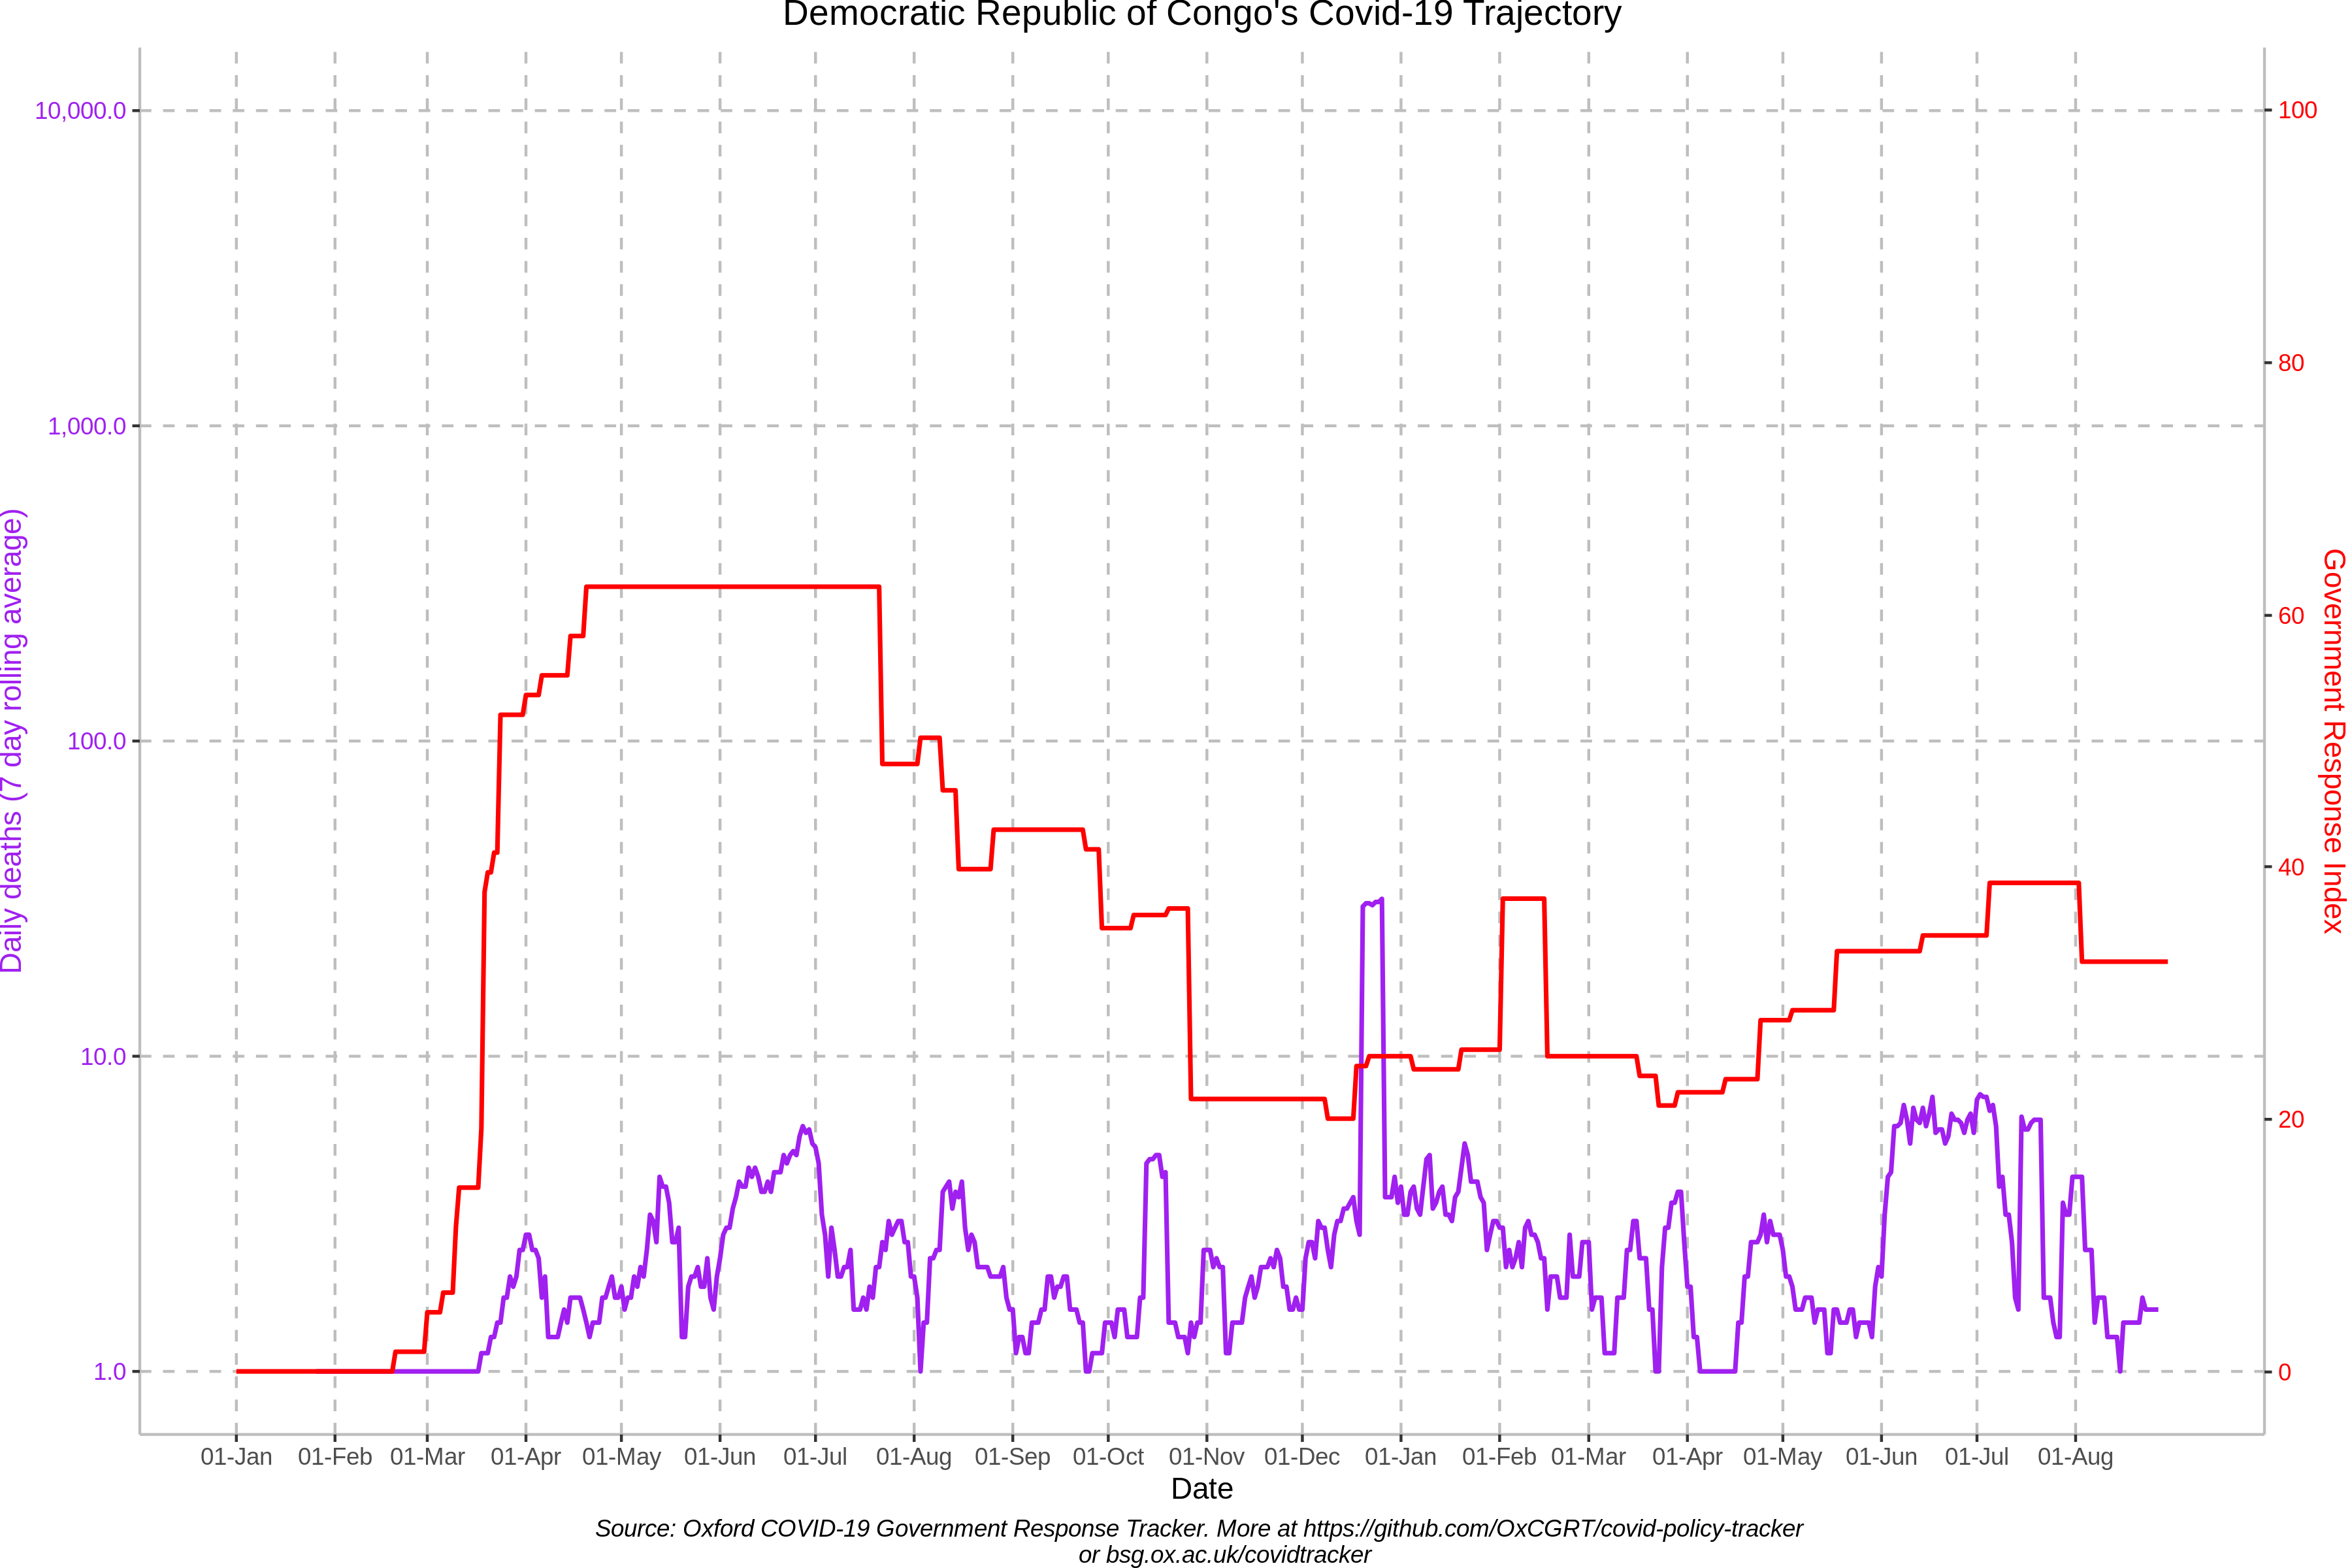 Democratic Republic of Congo's Covid-19 Trajectory
10,000.0
1,000.0
100.0
10.0
1.0
Daily deaths (7 day rolling average)
100
80
60
40
20
0
Government Response Index
01-Jan 01-Feb 01-Mar 01-Apr 01-May 01-Jun 01-Jul 01-Aug 01-Sep 01-Oct 01-Nov 01-Dec 01-Jan 01-Feb 01-Mar 01-Apr 01-May 01-Jun 01-Jul 01-Aug
Date
Source: Oxford COVID-19 Government Response Tracker. More at https://github.com/OxCGRT/covid-policy-tracker
or bsg.ox.ac.uk/covidtracker